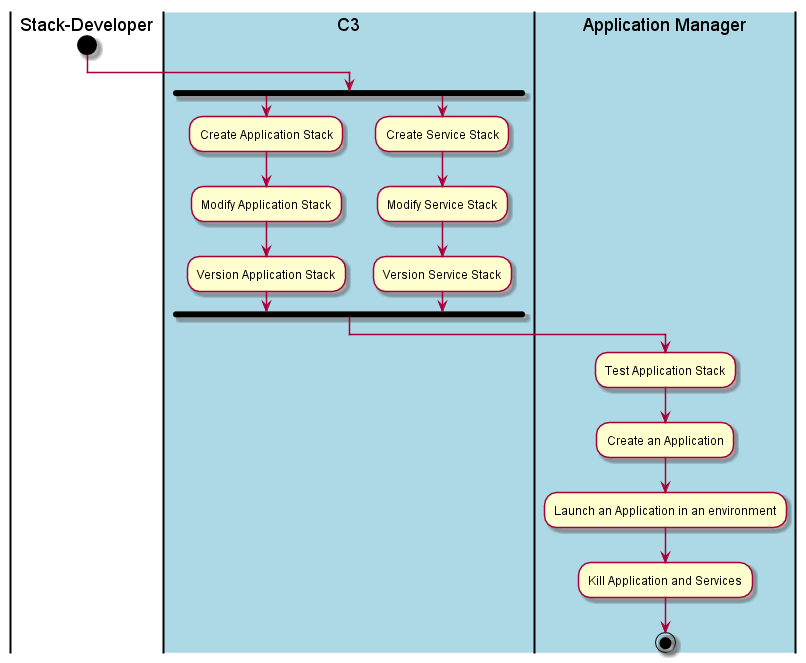 Stack-Developer
C3
Application Manager
Create Application Stack
Create Service Stack
Modify Application Stack
Modify Service Stack
Version Application Stack
Version Service Stack
Test Application Stack
Create an Application
Launch an Application in an environment
Kill Application and Services